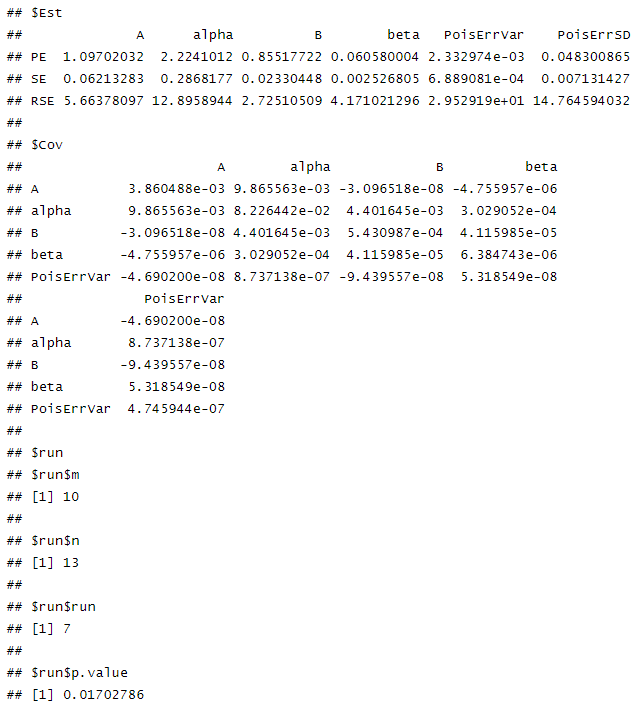 ## $Est
##              A      alpha          B        beta   PoisErrVar    PoisErrSD
## PE  1.09702032  2.2241012 0.85517722 0.060580004 2.332974e-03  0.048300865
## SE  0.06213283  0.2868177 0.02330448 0.002526805 6.889081e-04  0.007131427
## RSE 5.66378097 12.8958944 2.72510509 4.171021296 2.952919e+01 14.764594032
##
## $Cov
##                        A        alpha             B          beta
## A           3.860488e-03 9.865563e-03 -3.096518e-08 -4.755957e-06
## alpha       9.865563e-03 8.226442e-02  4.401645e-03  3.029052e-04
## B          -3.096518e-08 4.401645e-03  5.430987e-04  4.115985e-05
## beta       -4.755957e-06 3.029052e-04  4.115985e-05  6.384743e-06
## PoisErrVar -4.690200e-08 8.737138e-07 -9.439557e-08  5.318549e-08
##               PoisErrVar
## A          -4.690200e-08
## alpha       8.737138e-07
## B          -9.439557e-08
## beta        5.318549e-08
## PoisErrVar  4.745944e-07
##
## $run
## $run$m
## [1] 10
##
## $run$n
## [1] 13
##
## $run$run
## [1] 7
##
## $run$p.value
## [1] 0.01702786